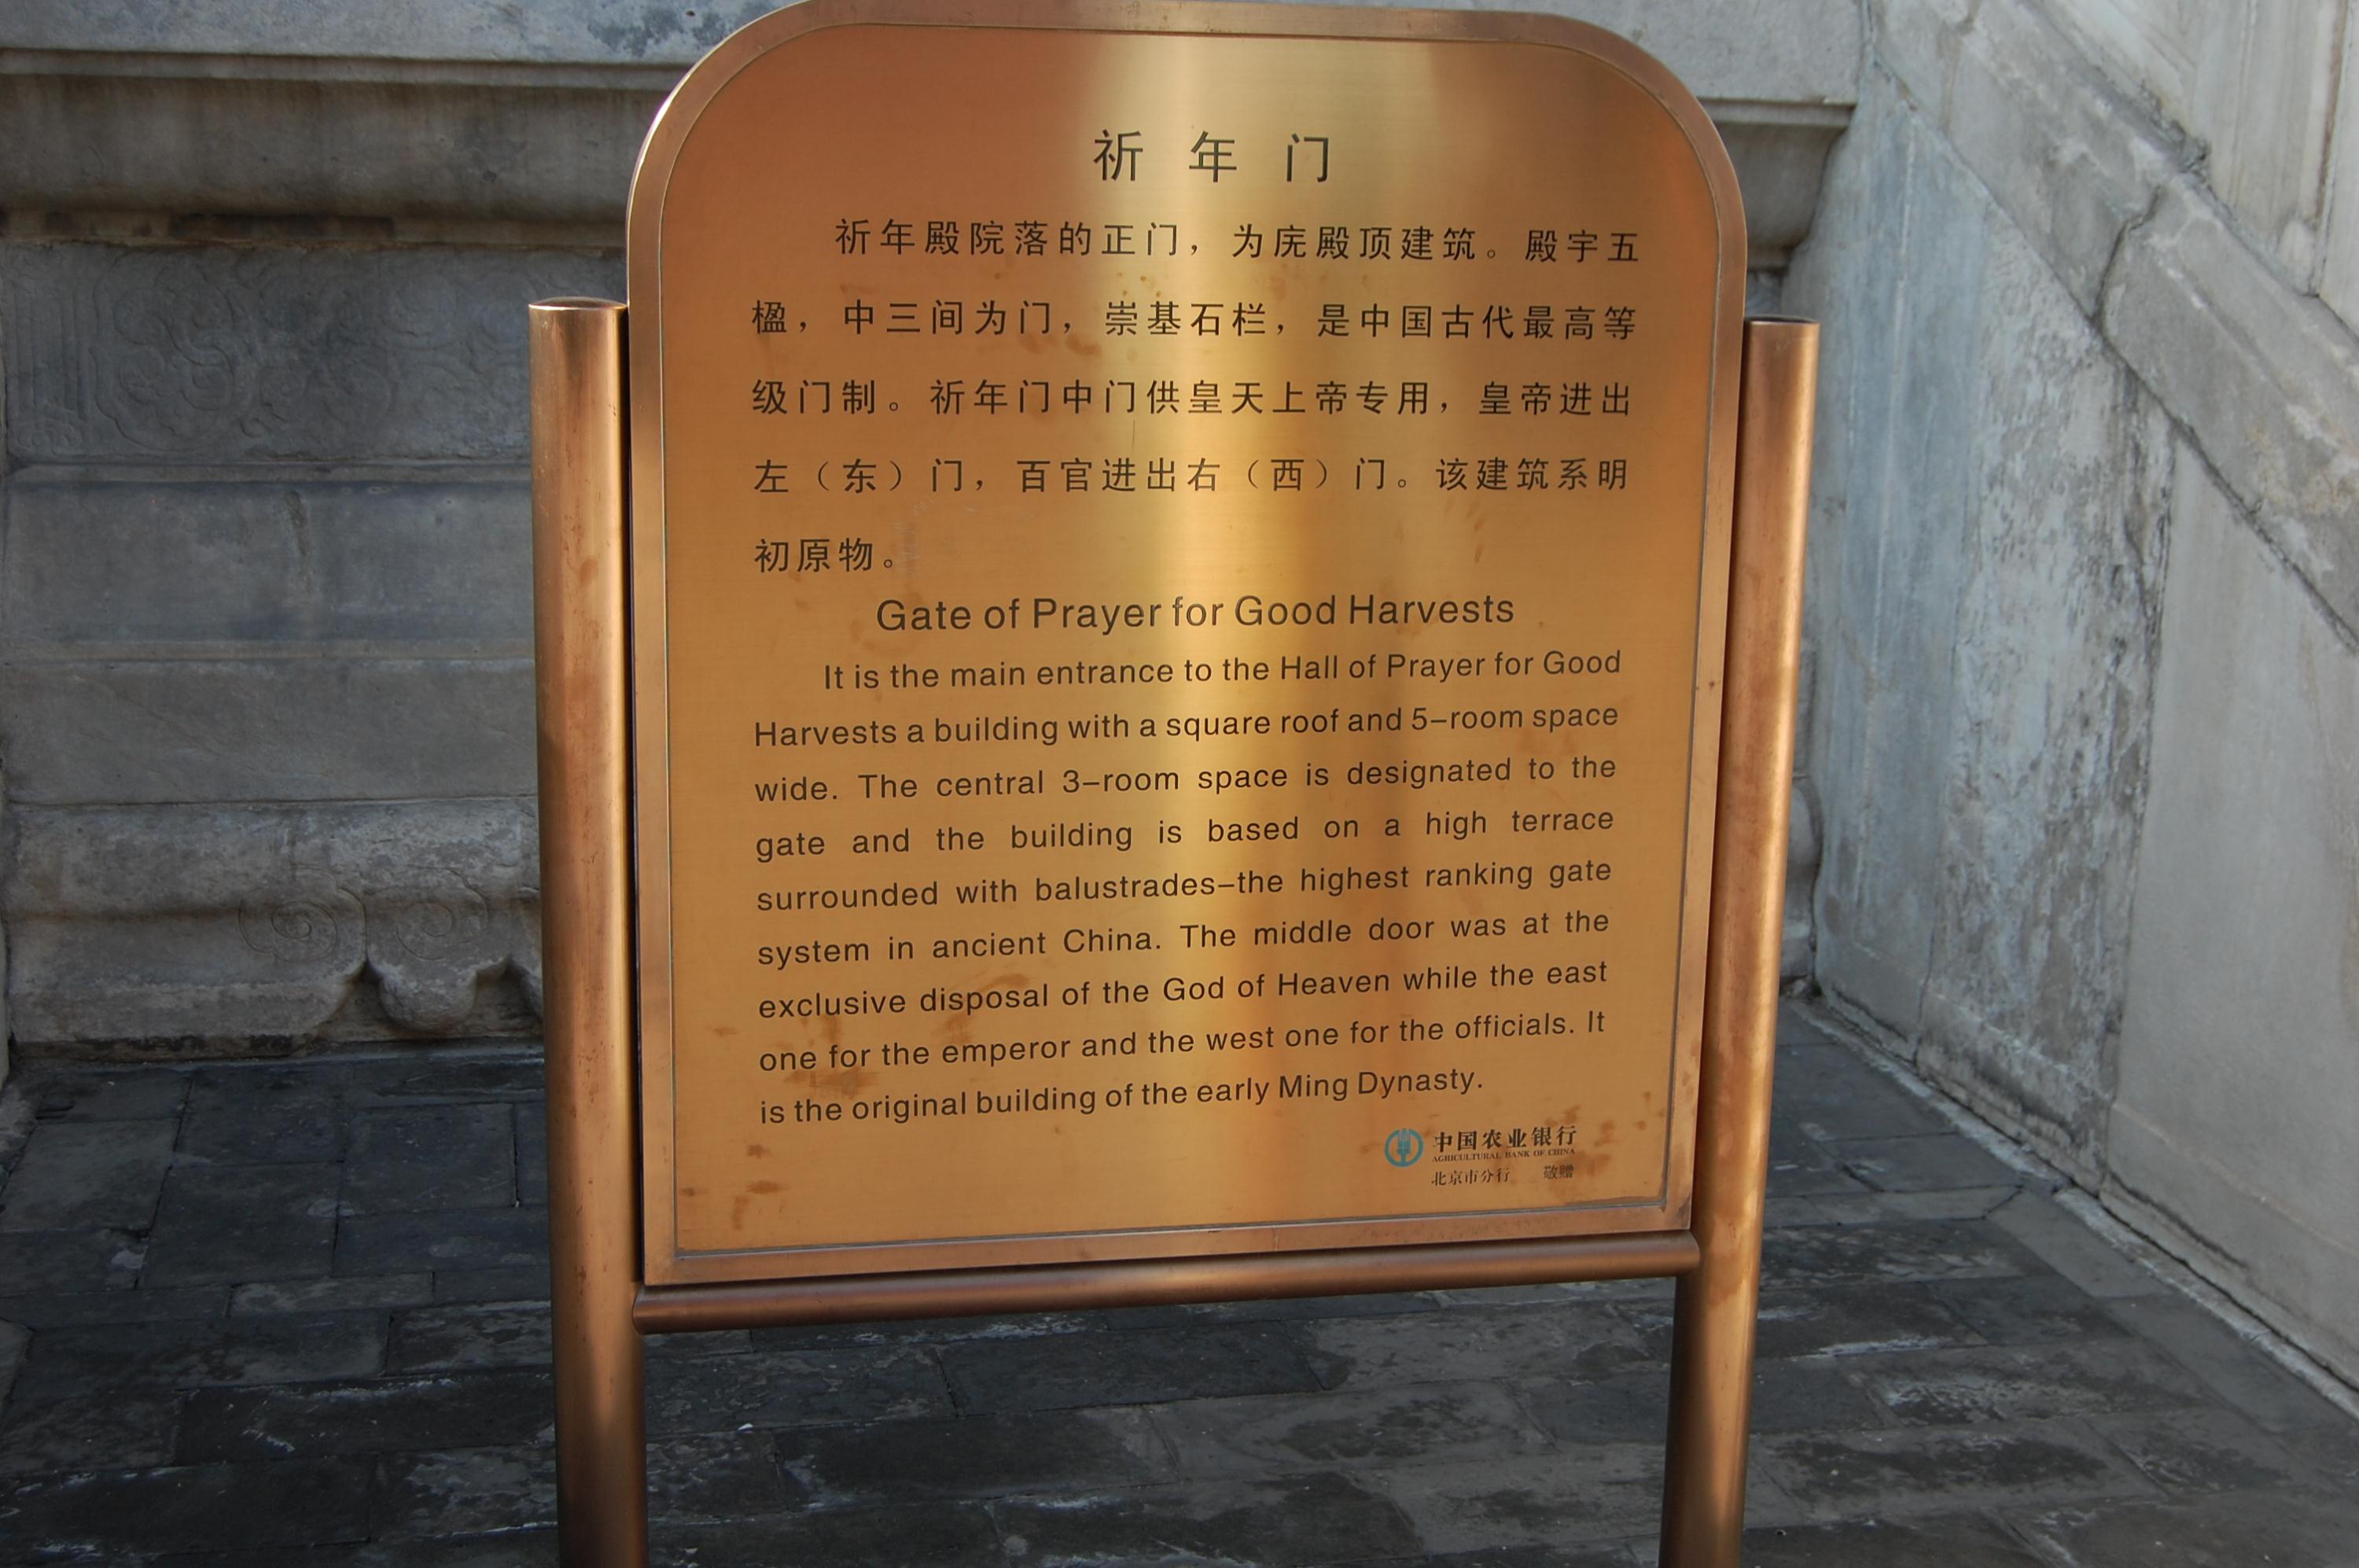 祈年门
祈年殿院落的正门，为庑殿顶建筑。殿宇五
楹，中三间为门，崇基石栏，是中国古代最高等
级门制。祈年门中门供皇天上帝专用，皇帝进出
左（东）门，百官进出右（西）门。该建筑系明
初原物。
Gate of Prayer for Good Harvests
It is the main entrance to the Hall of Prayer for Good
Harvests a building with a square roof and 5–room space
wide. The central 3–room space is designated to the
gate and the building is based on a high terrace
surrounded with balustrades–the highest ranking gate
system in ancient China. The middle door was at the
exclusive disposal of the God of Heaven while the east
one for the emperor and the west one for the officials. It
is the original building of the early Ming Dynasty.
中国农业银行
AGRICULTURAL BANK OF CHINA
北京市分行 敬赠